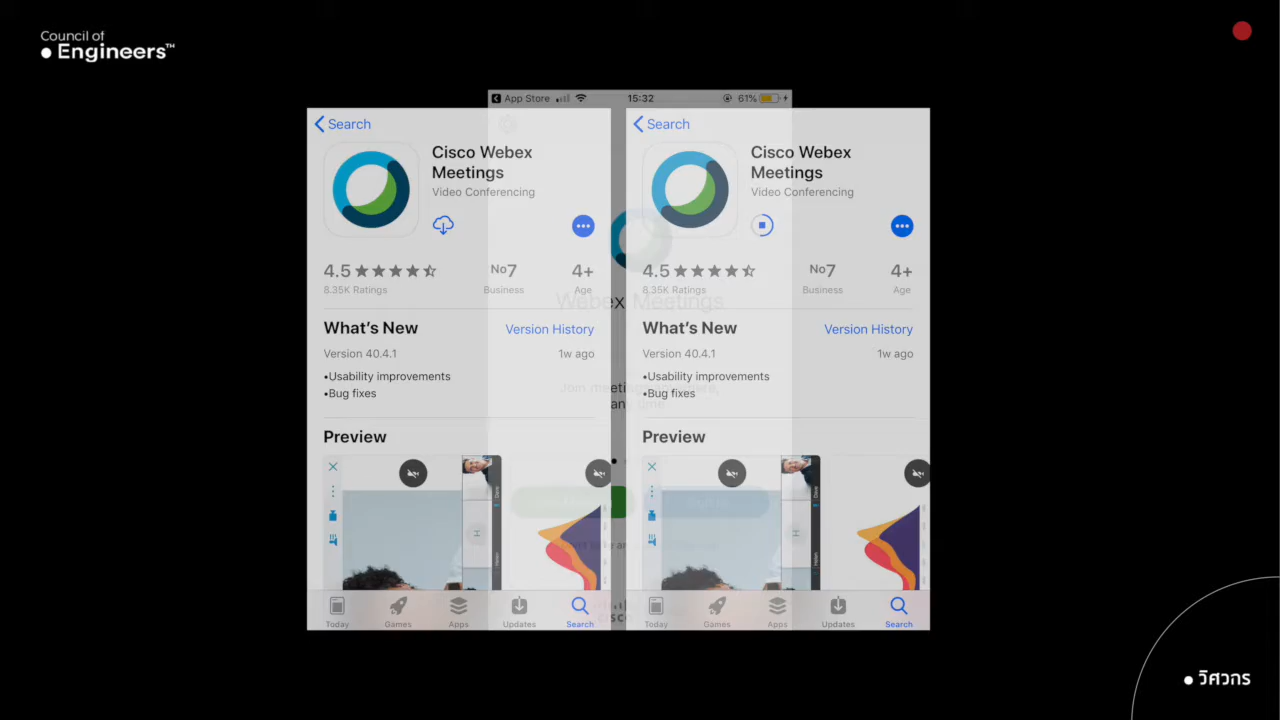 Council of
Engineers™
App Store
15:32
61%
Search
Cisco Webex
Meetings
Video Conferencing
4.5
8.35K Ratings
No7
Business
4+
Age
What's New
Version History
Version 40.4.1
1w ago
•Usability improvements
•Bug fixes
Preview
Today
Games
Apps
Updates
Search
Search
Cisco Webex
Meetings
Video Conferencing
4.5
8.35K Ratings
No7
Business
4+
Age
What's New
Version History
Version 40.4.1
1w ago
•Usability improvements
•Bug fixes
Preview
Today
Games
Apps
Updates
Search
Webex Meetings
วิศวกร